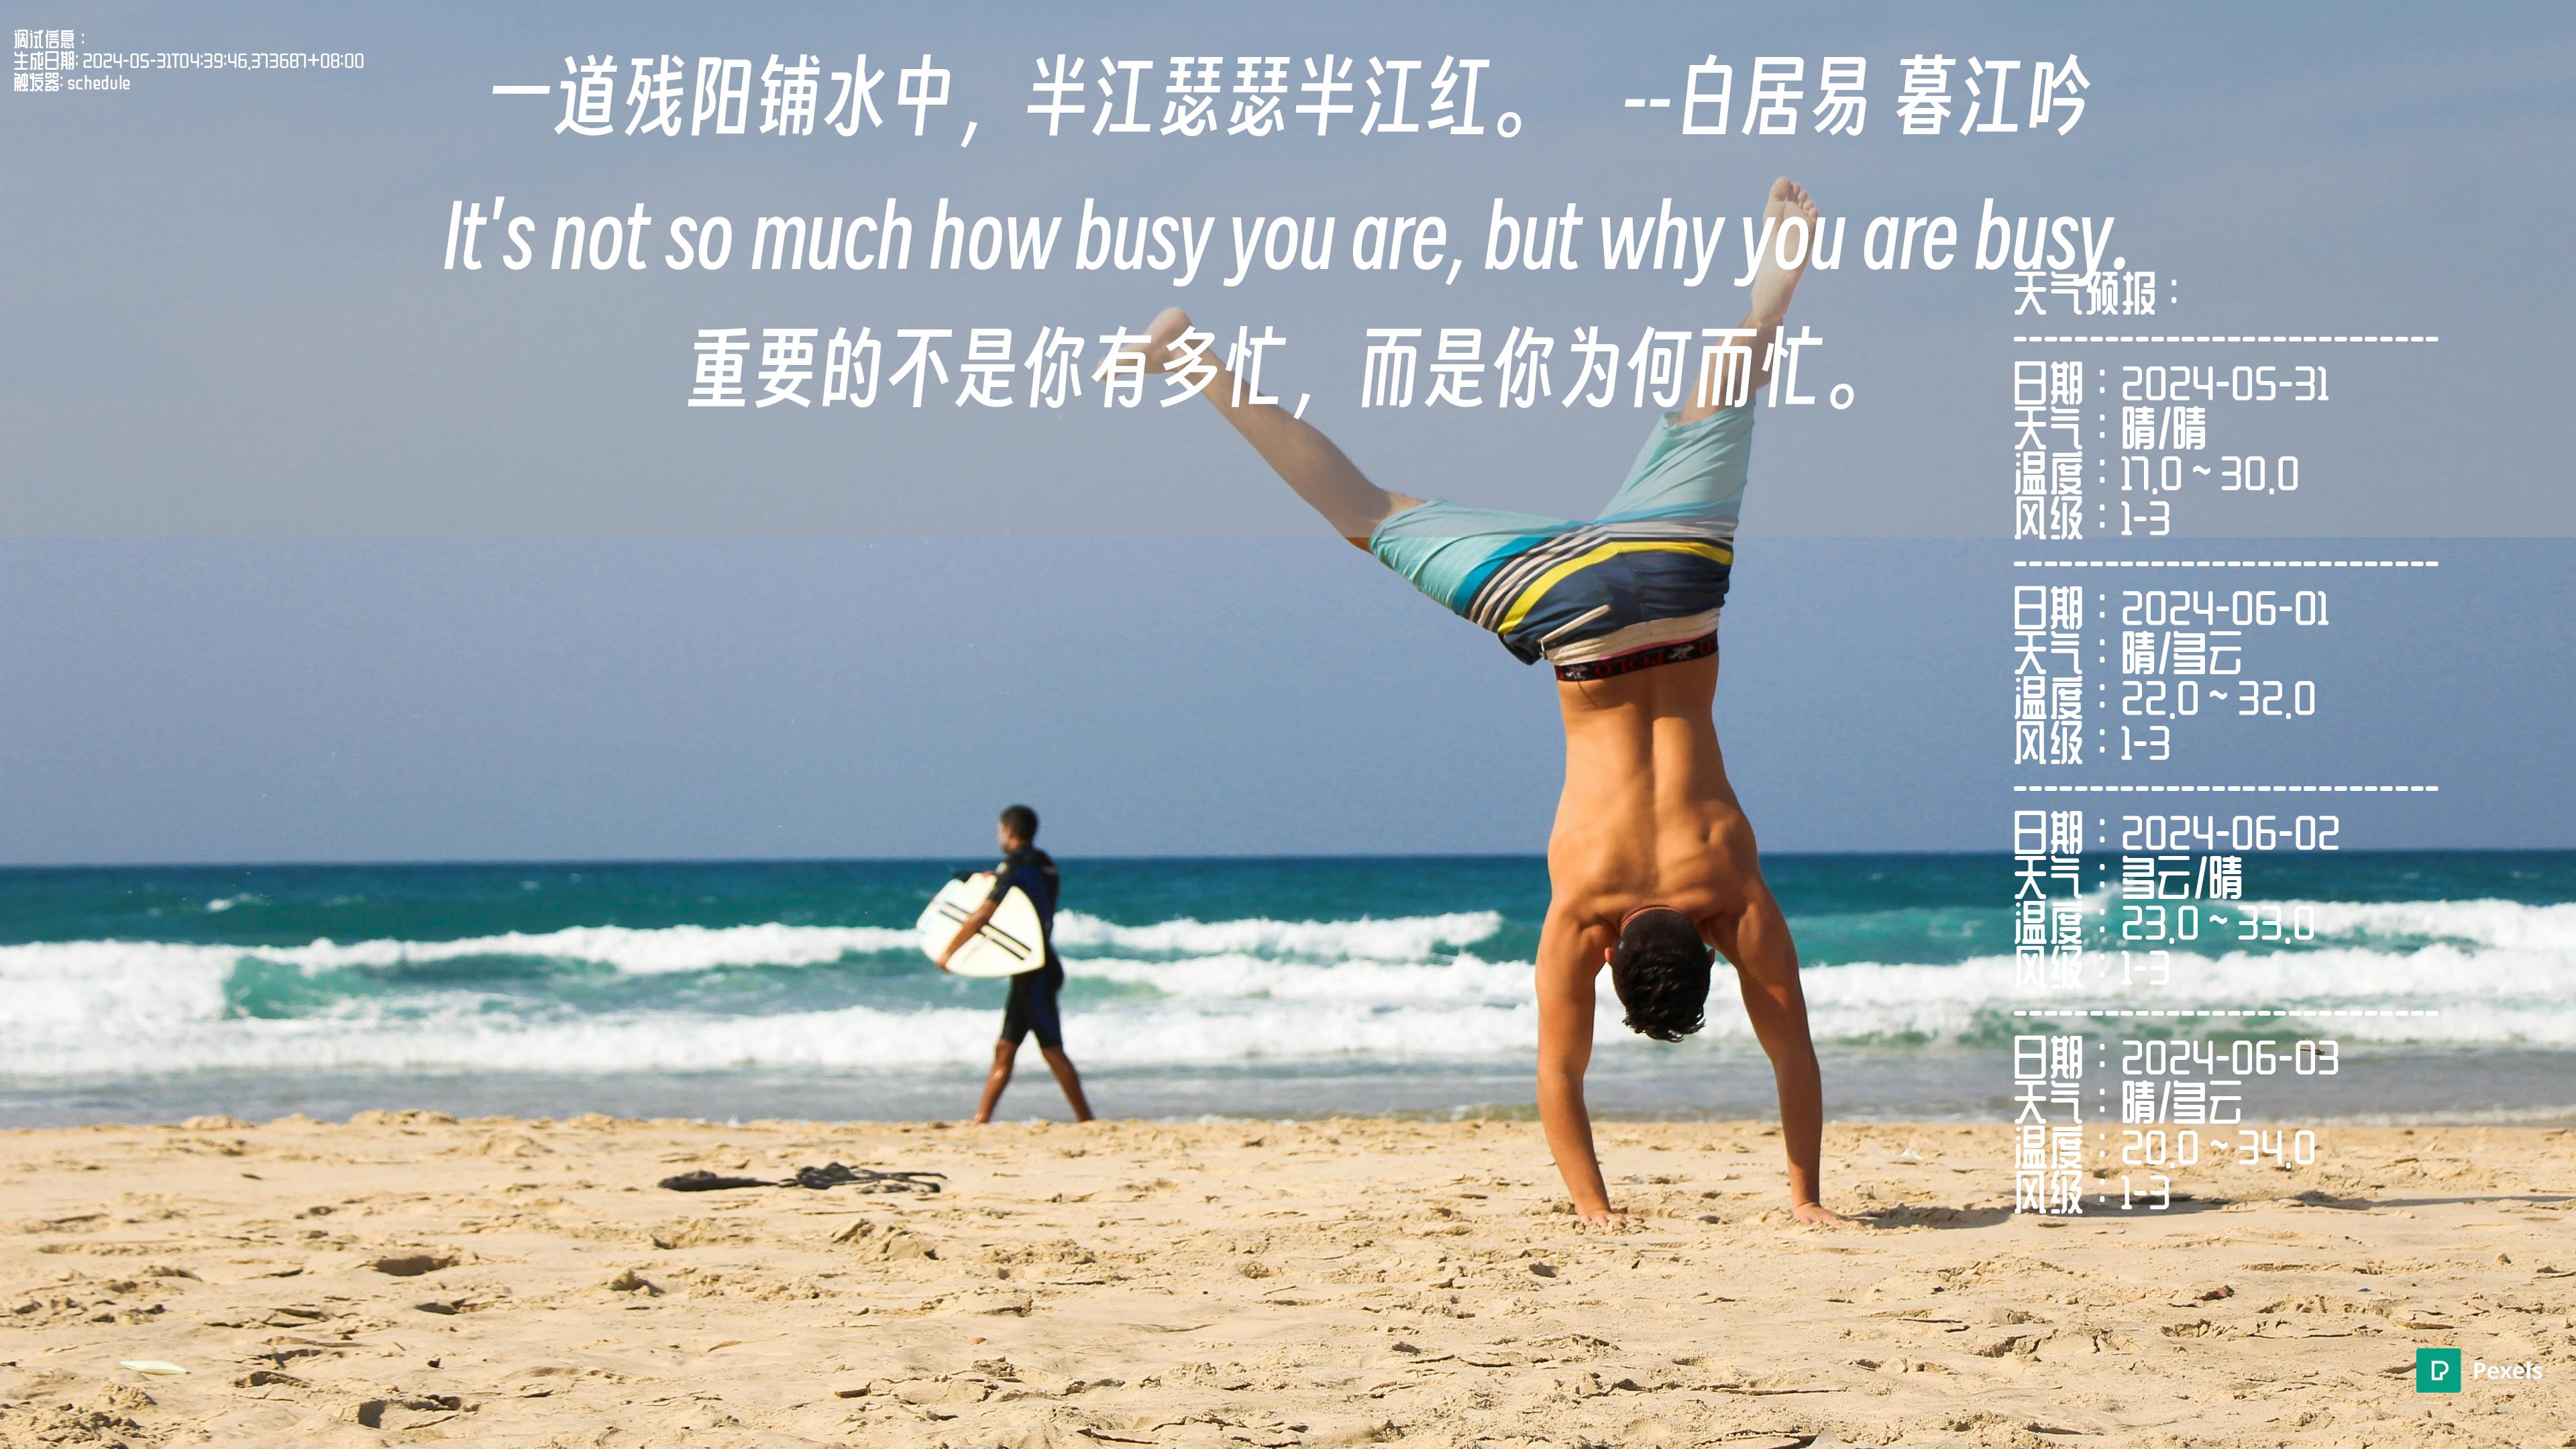 调试信息：
生成日期: 2024-05-31T04:39:46.373687+08:00
触发器: schedule
一道残阳铺水中，半江瑟瑟半江红。 --白居易 暮江吟
It's not so much how busy you are, but why you are busy.
重要的不是你有多忙，而是你为何而忙。
天气预报：
---------------------------
日期：2024-05-31
天气：晴/晴
温度：17.0 ~ 30.0
风级：1-3
---------------------------
日期：2024-06-01
天气：晴/多云
温度：22.0 ~ 32.0
风级：1-3
---------------------------
日期：2024-06-02
天气：多云/晴
温度：23.0 ~ 33.0
风级：1-3
---------------------------
日期：2024-06-03
天气：晴/多云
温度：20.0 ~ 34.0
风级：1-3
Pexels